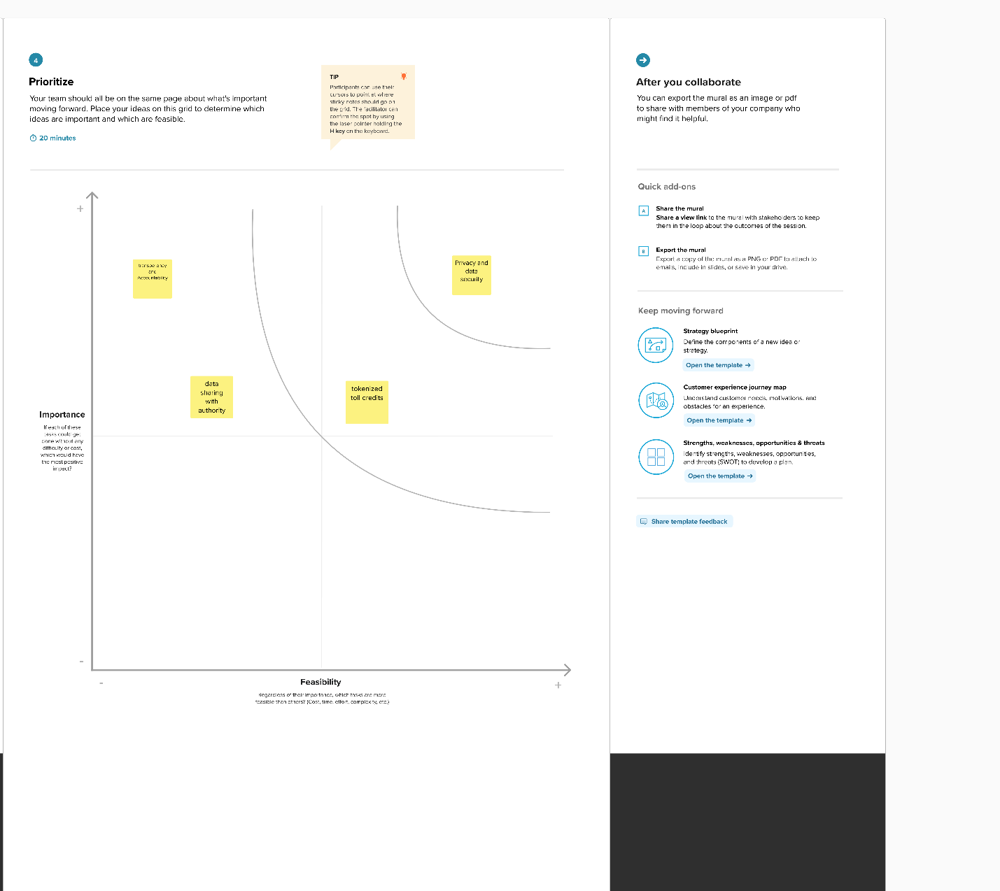 4
Prioritize
Your team should all be on the same page about what's important
moving forward. Place your ideas on this grid to determine which
ideas are important and which are feasible.
20 minutes
TIP
Participants can use their
cursors to point at where
sticky notes should go on
the grid. The facilitator can
confirm the spot by using
the laser pointer holding the
H key on the keyboard.
+
transperency
and
Accountability
Privacy and
data
security
data
sharing
with
authority
tokenized
toll credits
Importance
If each of these
tasks could get
done without any
difficulty or cost,
which would have
the most positive
impact?
-
-
Feasibility
+
Regardless of their importance, which tasks are more
feasible than others? (Cost, time, effort, complexity, etc.)
After you collaborate
You can export the mural as an image or pdf
to share with members of your company who
might find it helpful.
Quick add-ons
A
Share the mural
Share a view link to the mural with stakeholders to keep
them in the loop about the outcomes of the session.
B
Export the mural
Export a copy of the mural as a PNG or PDF to attach to
emails, include in slides, or save in your drive.
Keep moving forward
Strategy blueprint
Define the components of a new idea or
strategy.
Open the template →
Customer experience journey map
Understand customer needs, motivations, and
obstacles for an experience.
Open the template →
Strengths, weaknesses, opportunities & threats
Identify strengths, weaknesses, opportunities,
and threats (SWOT) to develop a plan.
Open the template →
Share template feedback